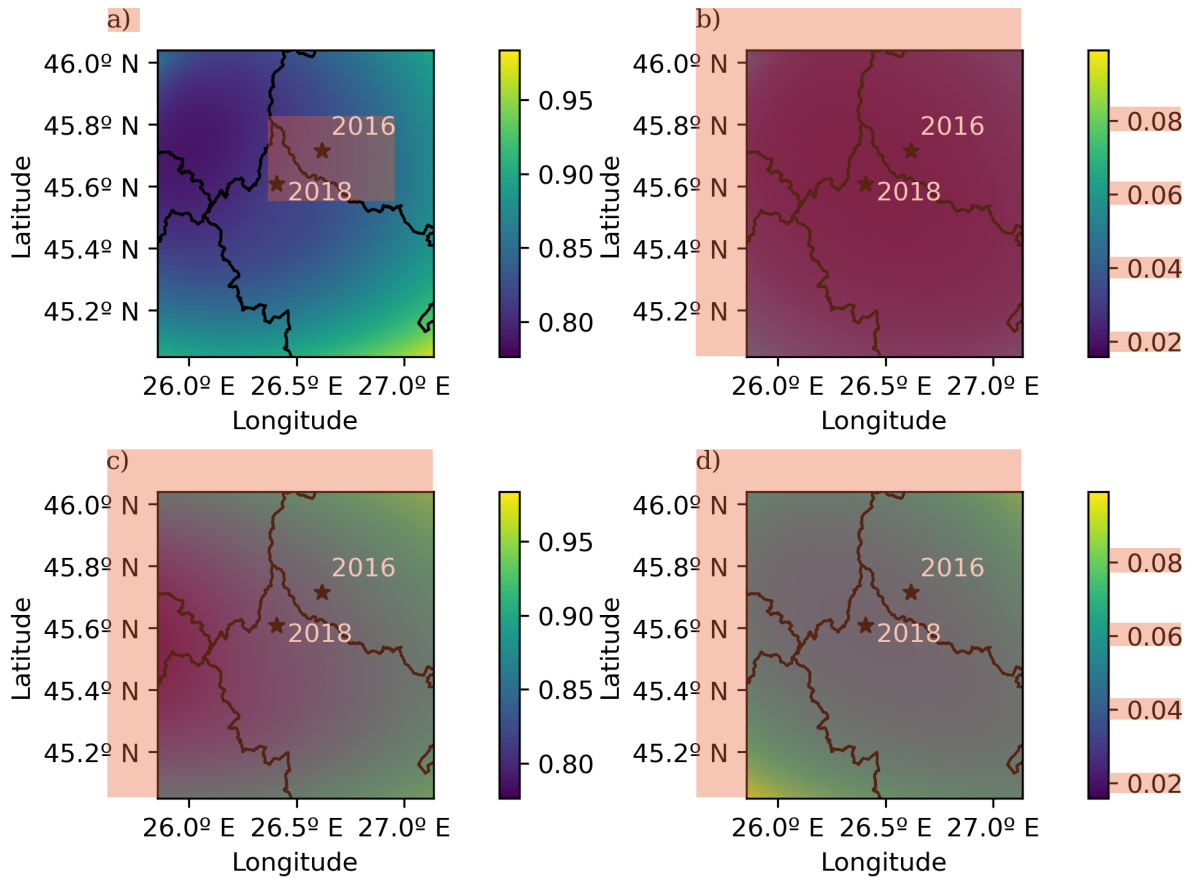 a)
46.0º N
45.8º N
45.6º N
45.4º N
45.2º N
Latitude
2016
2018
26.0º E 26.5º E 27.0º E
Longitude
0.95
0.90
0.85
0.80
b)
46.0º N
45.8º N
45.6º N
45.4º N
45.2º N
Latitude
2016
2018
26.0º E 26.5º E 27.0º E
Longitude
0.08
0.06
0.04
0.02
c)
46.0º N
45.8º N
45.6º N
45.4º N
45.2º N
Latitude
2016
2018
26.0º E 26.5º E 27.0º E
Longitude
0.95
0.90
0.85
0.80
d)
46.0º N
45.8º N
45.6º N
45.4º N
45.2º N
Latitude
2016
2018
26.0º E 26.5º E 27.0º E
Longitude
0.08
0.06
0.04
0.02